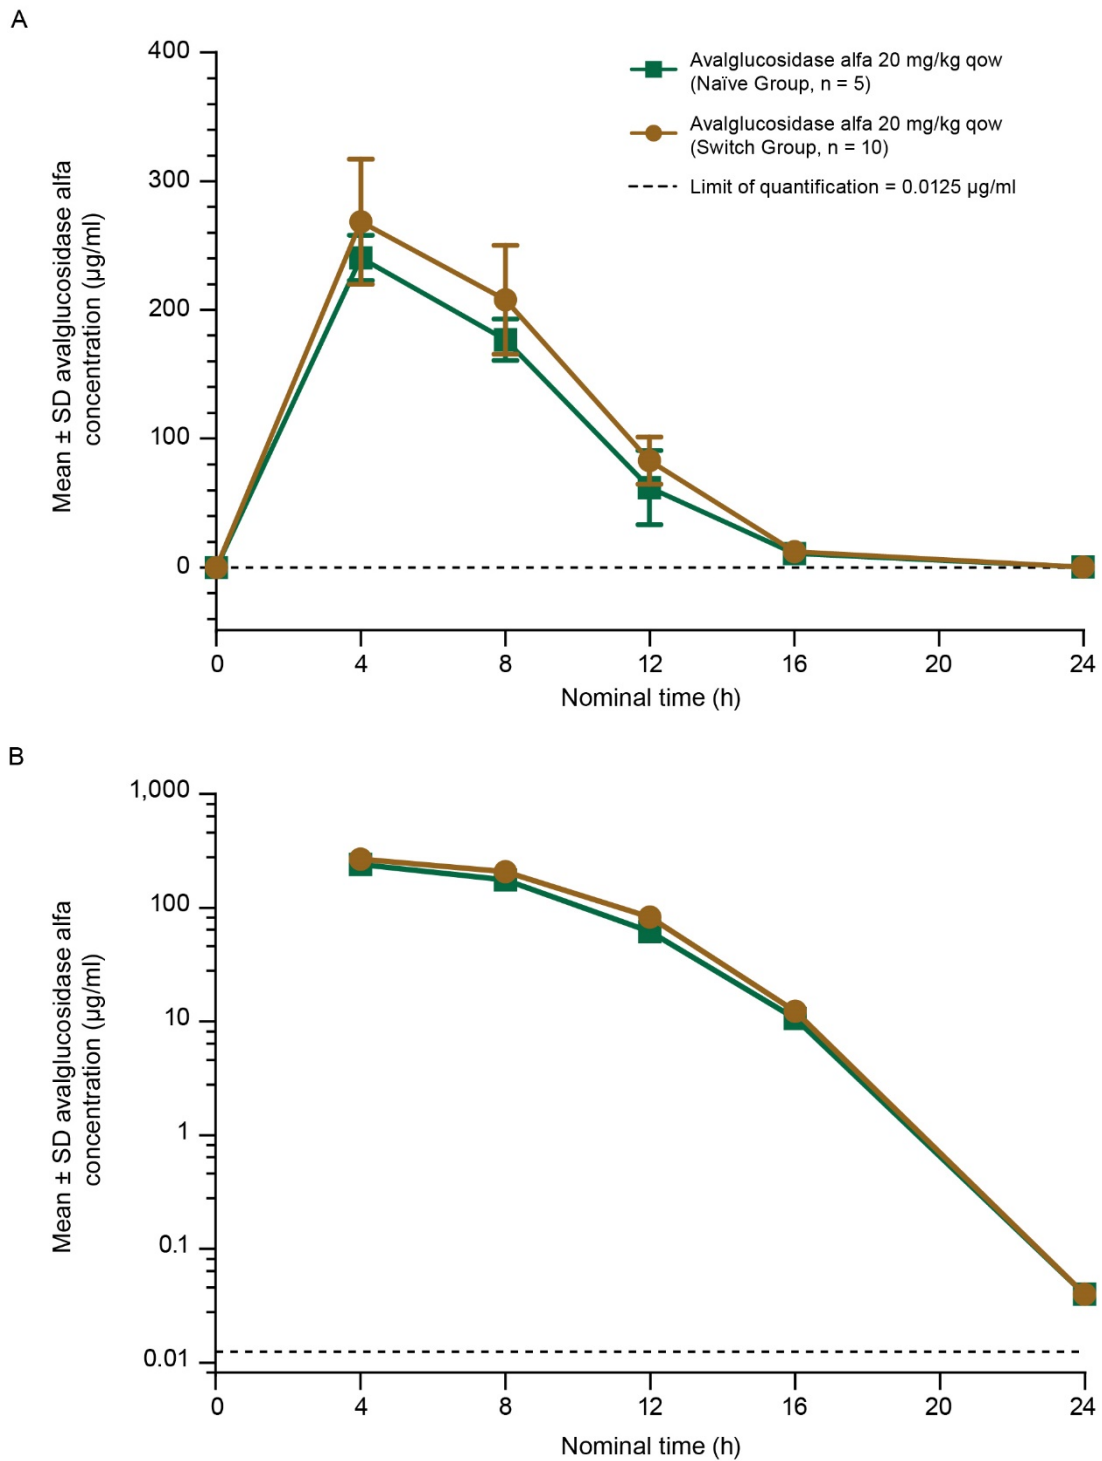 A
400
300
200
100
0
Mean ± SD avalglucosidase alfa
concentration (µg/ml)
Avalglucosidase alfa 20 mg/kg qow
(Naïve Group, n = 5)
Avalglucosidase alfa 20 mg/kg qow
(Switch Group, n = 10)
Limit of quantification = 0.0125 µg/ml
0 4 8 12 16 20 24
Nominal time (h)
B
1,000
100
10
1
0.1
0.01
Mean ± SD avalglucosidase alfa
concentration (µg/ml)
0 4 8 12 16 20 24
Nominal time (h)